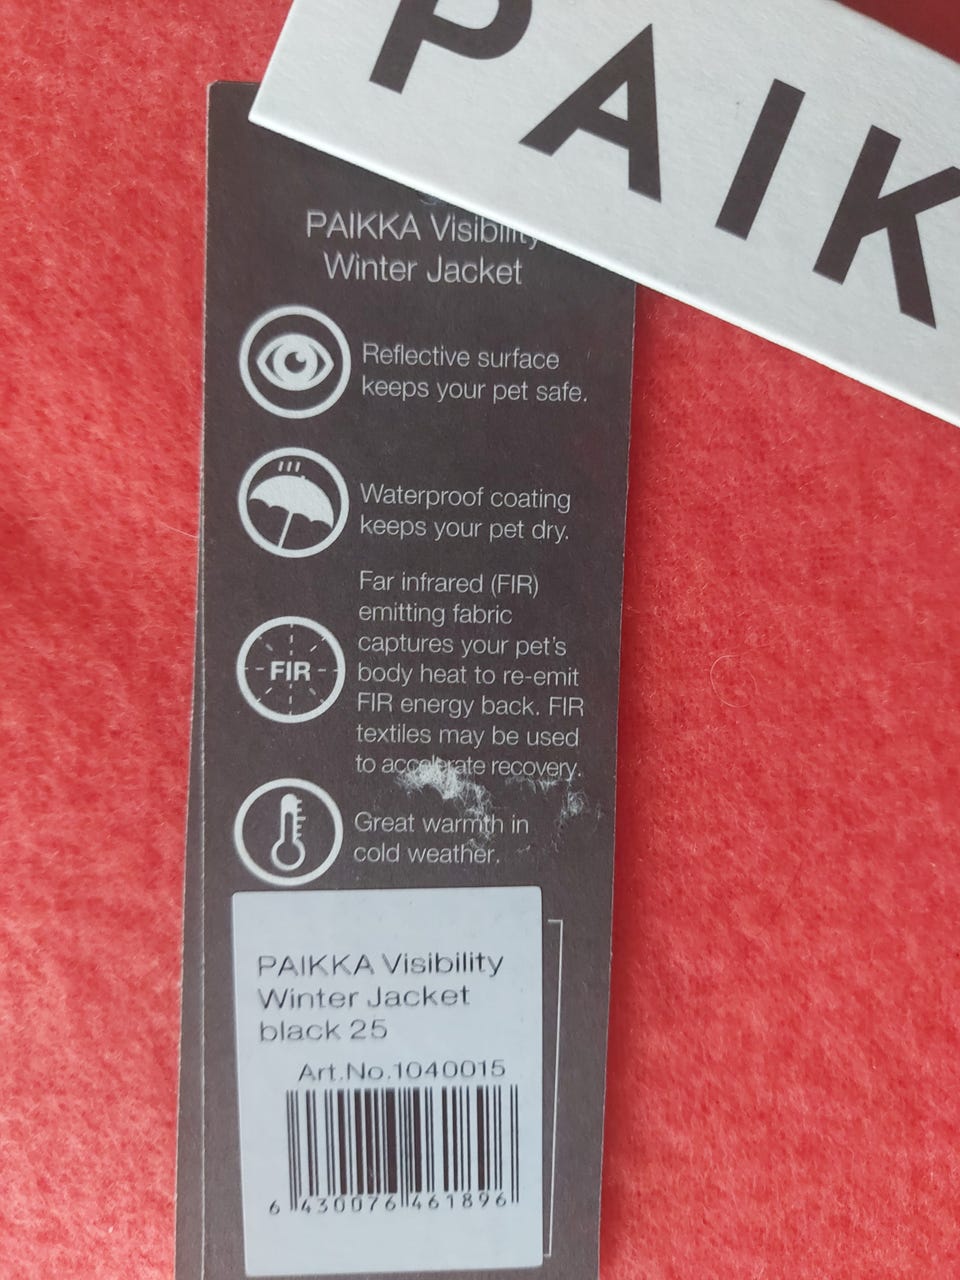 PAIK
PAIKKA Visibility
Winter Jacket
Reflective surface
keeps your pet safe.
Waterproof coating
keeps your pet dry.
FIR
Far infrared (FIR)
emitting fabric
captures your pet's
body heat to re-emit
FIR energy back. FIR
textiles may be used
to accelerate recovery.
Great warmth in
cold weather.
PAIKKA Visibility
Winter Jacket
black 25
Art.No.1040015
6 430076 461896